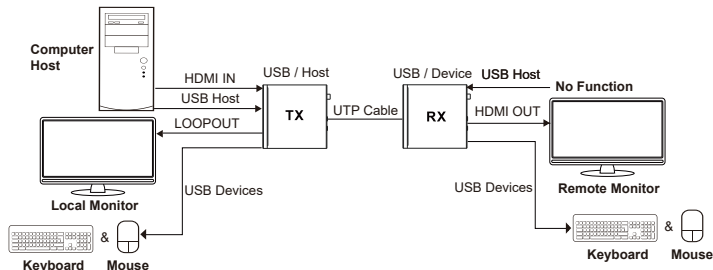 Computer
Host
HDMI IN
USB Host
LOOPOUT
USB / Host
TX
UTP Cable
USB / Device
RX
USB Host
No Function
HDMI OUT
USB Devices
Local Monitor
USB Devices
Remote Monitor
&
Keyboard Mouse
&
Keyboard Mouse